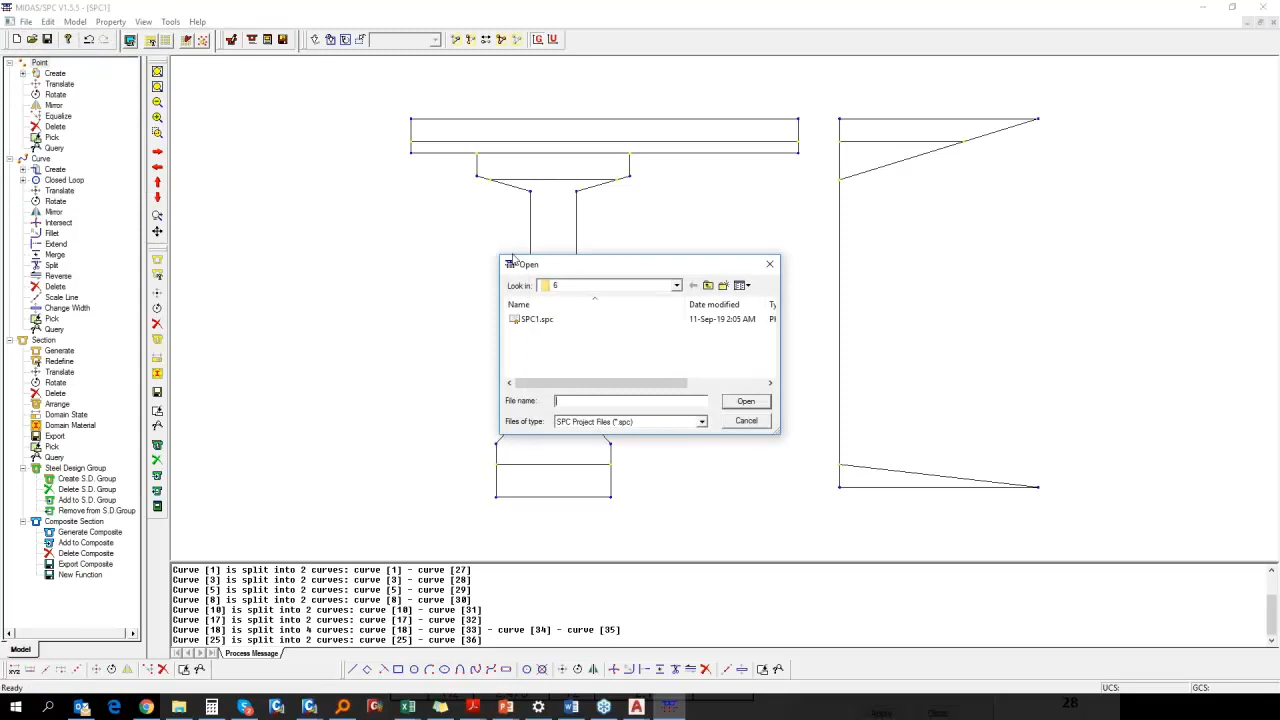 MIDAS/SPC V1.3.5 - [SPC1]
File Edit Model Property View Tools Help
Point
Create
Translate
Rotate
Mirror
Equalize
Delete
Pick
Query
Curve
Create
Closed Loop
Translate
Rotate
Mirror
Intersect
Fillet
Extend
Merge
Split
Reverse
Delete
Scale Line
Change Width
Pick
Query
Section
Generate
Redefine
Translate
Rotate
Delete
Arrange
Domain State
Domain Material
Export
Pick
Query
Steel Design Group
Create S.D. Group
Delete S.D. Group
Add to S.D. Group
Remove from S.D.Group
Composite Section
Generate Composite
Add to Composite
Delete Composite
Export Composite
New Function
Model
Open
Look in: 6
Name Date modified Ty
SPC1.spc 11-Sep-19 2:05 AM
File name: Open
Files of type: SPC Project Files (*.spc) Cancel
Curve [1] is split into 2 curves: curve [1] - curve [27]
Curve [3] is split into 2 curves: curve [3] - curve [28]
Curve [5] is split into 2 curves: curve [5] - curve [29]
Curve [8] is split into 2 curves: curve [8] - curve [30]
Curve [10] is split into 2 curves: curve [10] - curve [31]
Curve [17] is split into 2 curves: curve [17] - curve [32]
Curve [18] is split into 4 curves: curve [18] - curve [33] - curve [34] - curve [35]
Curve [25] is split into 2 curves: curve [25] - curve [36]
Process Message
Ready UCS: GCS:
Apply Close 28